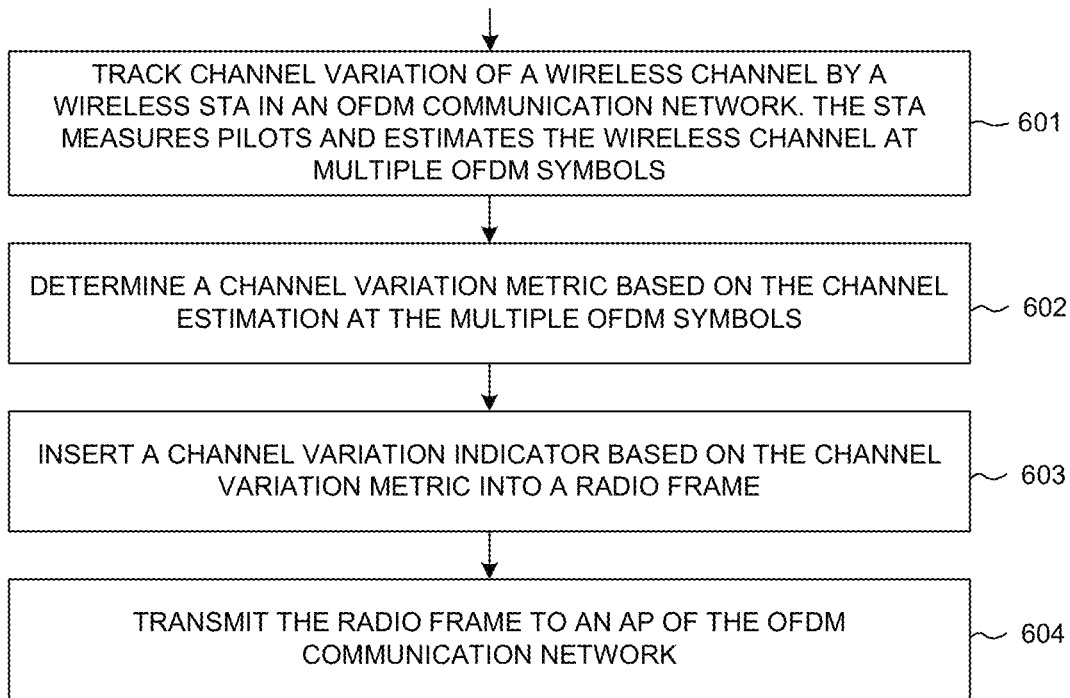 TRACK CHANNEL VARIATION OF A WIRELESS CHANNEL BY A
WIRELESS STA IN AN OFDM COMMUNICATION NETWORK. THE STA
MEASURES PILOTS AND ESTIMATES THE WIRELESS CHANNEL AT
MULTIPLE OFDM SYMBOLS
601
DETERMINE A CHANNEL VARIATION METRIC BASED ON THE CHANNEL
ESTIMATION AT THE MULTIPLE OFDM SYMBOLS
602
INSERT A CHANNEL VARIATION INDICATOR BASED ON THE CHANNEL
VARIATION METRIC INTO A RADIO FRAME
603
TRANSMIT THE RADIO FRAME TO AN AP OF THE OFDM
COMMUNICATION NETWORK
604